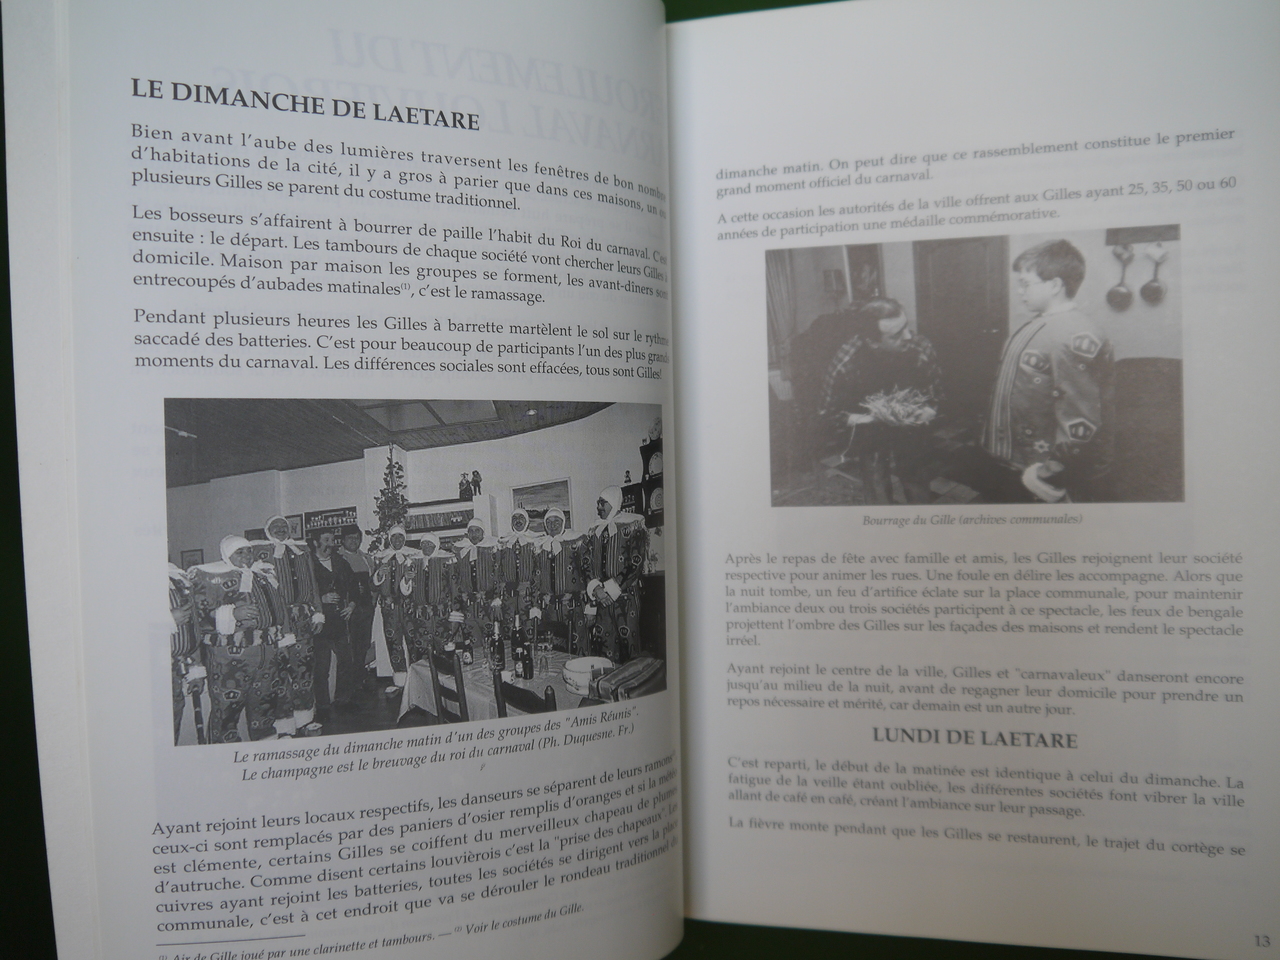 LE DIMANCHE DE LAETARE
Bien avant l'aube des lumières traversent les fenêtres de bon nombre
d'habitations de la cité, il y a gros à parier que dans ces maisons, un ou
plusieurs Gilles se parent du costume traditionnel.
Les bosseurs s'affairent à bourrer de paille l'habit du Roi du carnaval. C'est
ensuite : le départ. Les tambours de chaque société vont chercher leurs Gilles à
domicile. Maison par maison les groupes se forment, les avant-dîners sont
entrecoupés d'aubades matinales⁽¹⁾, c'est le ramassage.
Pendant plusieurs heures les Gilles à barrette martèlent le sol sur le rythme
saccadé des batteries. C'est pour beaucoup de participants l'un des plus grands
moments du carnaval. Les différences sociales sont effacées, tous sont Gilles!
Le ramassage du dimanche matin d'un des groupes des "Amis Réunis".
Le champagne est le breuvage du roi du carnaval (Ph. Duquesne. Fr.)
Ayant rejoint leurs locaux respectifs, les danseurs se séparent de leurs ramons
ceux-ci sont remplacés par des paniers d'osier remplis d'oranges et si la météo
est clémente, certains Gilles se coiffent du merveilleux chapeau de plumes
d'autruche. Comme disent certains louvièrois c'est la "prise des chapeaux". Les
cuivres ayant rejoint les batteries, toutes les sociétés se dirigent vers la place
communale, c'est à cet endroit que va se dérouler le rondeau traditionnel du
⁽¹⁾ Air de Gille joué par une clarinette et tambours. — ⁽²⁾ Voir le costume du Gille.
dimanche matin. On peut dire que ce rassemblement constitue le premier
grand moment officiel du carnaval.
A cette occasion les autorités de la ville offrent aux Gilles ayant 25, 35, 50 ou 60
années de participation une médaille commémorative.
Bourrage du Gille (archives communales)
Après le repas de fête avec famille et amis, les Gilles rejoignent leur société
respective pour animer les rues. Une foule en délire les accompagne. Alors que
la nuit tombe, un feu d'artifice éclate sur la place communale, pour maintenir
l'ambiance deux ou trois sociétés participent à ce spectacle, les feux de bengale
projettent l'ombre des Gilles sur les façades des maisons et rendent le spectacle
irréel.
Ayant rejoint le centre de la ville, Gilles et "carnavaleux" danseront encore
jusqu'au milieu de la nuit, avant de regagner leur domicile pour prendre un
repos nécessaire et mérité, car demain est un autre jour.
LUNDI DE LAETARE
C'est reparti, le début de la matinée est identique à celui du dimanche. La
fatigue de la veille étant oubliée, les différentes sociétés font vibrer la ville
allant de café en café, créant l'ambiance sur leur passage.
La fièvre monte pendant que les Gilles se restaurent, le trajet du cortège se
13